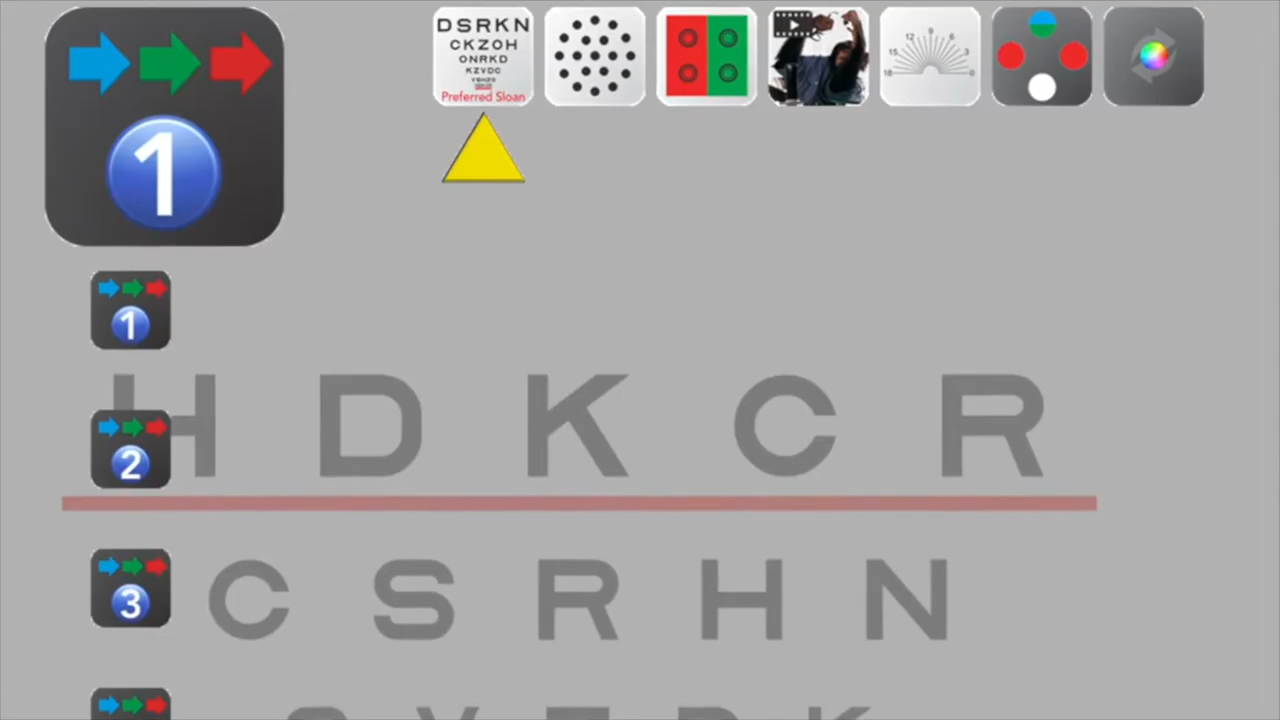 1
DSRKN
CKZOH
ONRKD
KZVDC
Preferred Sloan
15 12 9 6 3
18 0
1
H D K C R
2
C S R H N
3